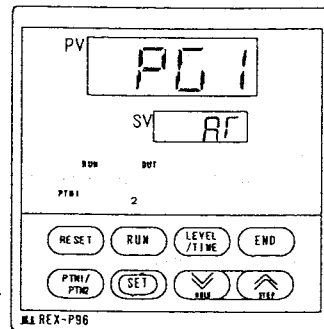 PV PG1
SV AT
RUN OUT
PTN1
2
RESET RUN LEVEL/TIME END
PTN1/PTN2 SET HOLD STEP
REX-P96